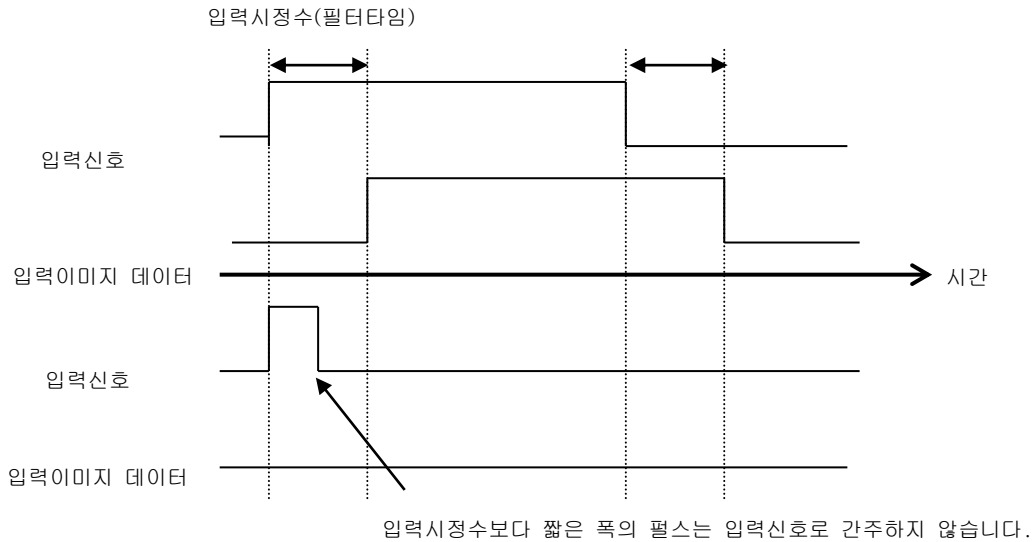 입력시정수(필터타임)
입력신호
입력이미지 데이터
시간
입력신호
입력이미지 데이터
입력시정수보다 짧은 폭의 펄스는 입력신호로 간주하지 않습니다.